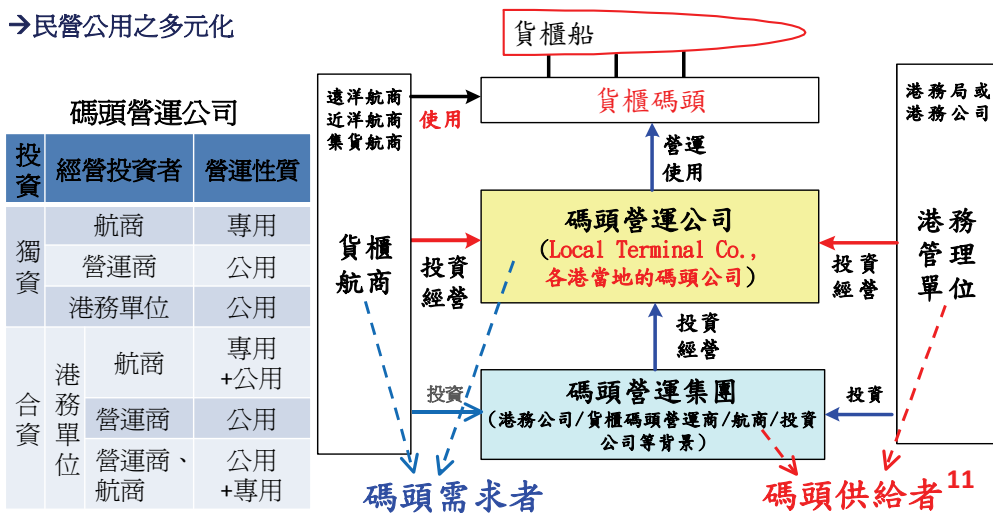 →民營公用之多元化
碼頭營運公司
投資
經營投資者
營運性質
獨資
航商
專用
營運商
公用
港務單位
公用
合資
港務單位
航商
專用
+公用
營運商
公用
營運商、
航商
公用
+專用
貨櫃船
遠洋航商
近洋航商
集貨航商
使用
貨櫃碼頭
港務局或
港務公司
營運
使用
貨櫃
航商
投資
經營
碼頭營運公司
(Local Terminal Co.,
各港當地的碼頭公司)
投資
經營
港務
管理
單位
投資
經營
投資
碼頭營運集團
(港務公司/貨櫃碼頭營運商/航商/投資
公司等背景)
投資
碼頭需求者
碼頭供給者
11